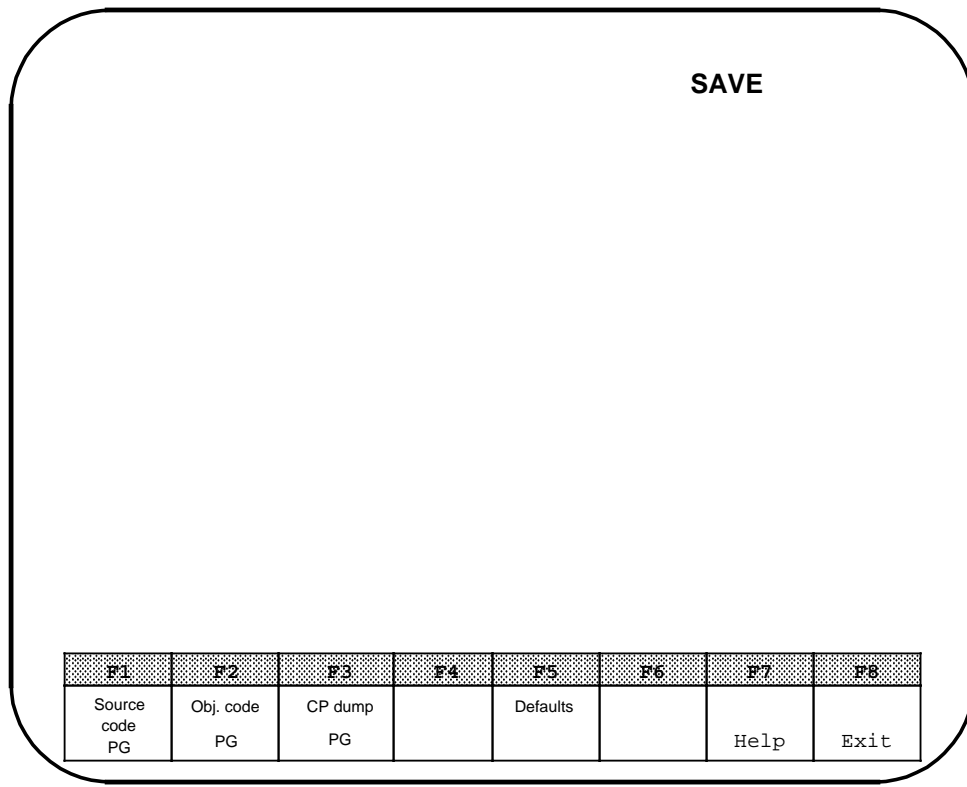 SAVE
F1 F2 F3 F4 F5 F6 F7 F8
Source Obj. code CP dump Defaults
code
PG PG PG Help Exit